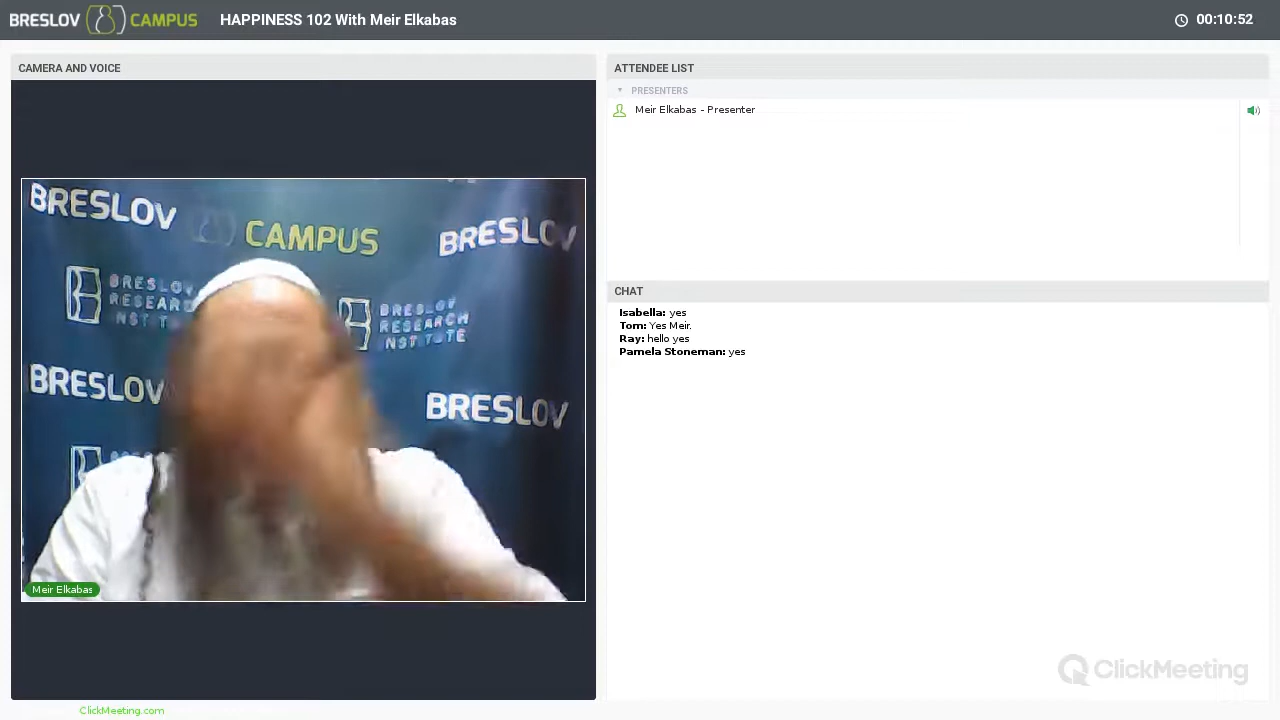 BRESLOV CAMPUS
HAPPINESS 102 With Meir Elkabas
00:10:52
CAMERA AND VOICE
BRESLOV
CAMPUS
BRESLOV
BRESLOV
RESEARCH
BRESLOV
RESEARCH
INSTITUTE
BRESLOV
BRESLOV
Meir Elkabas
ATTENDEE LIST
PRESENTERS
Meir Elkabas - Presenter
CHAT
Isabella: yes
Tom: Yes Meir.
Ray: hello yes
Pamela Stoneman: yes
ClickMeeting
ClickMeeting.com